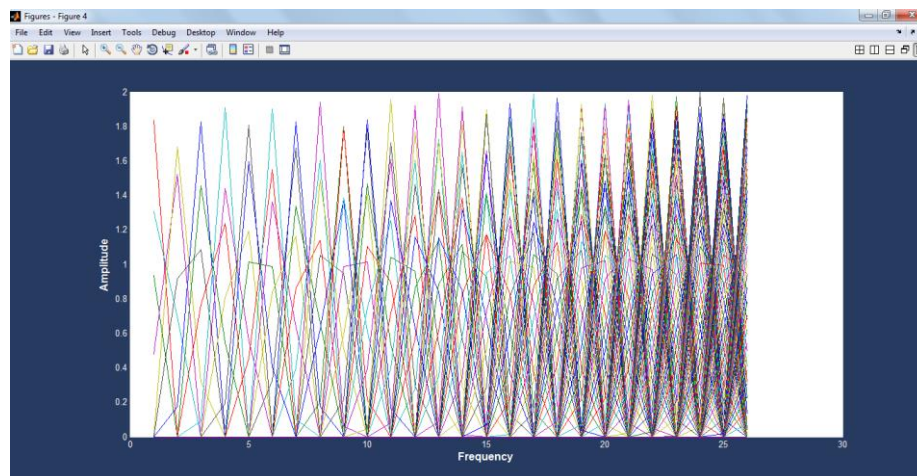 Figures - Figure 4
File Edit View Insert Tools Debug Desktop Window Help
2
1.8
1.6
1.4
1.2
1
0.8
0.6
0.4
0.2
0
Amplitude
0 5 10 15 20 25 30
Frequency